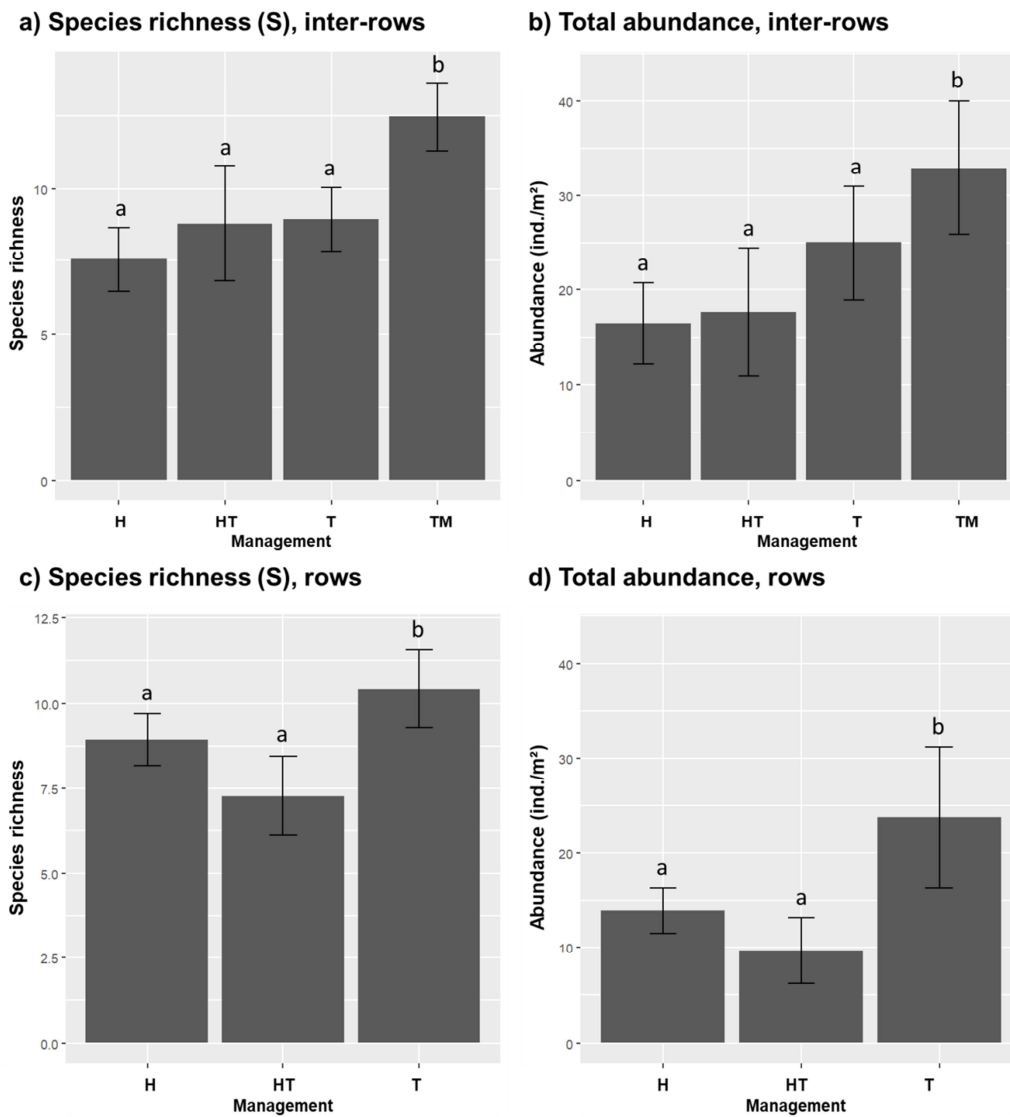 a) Species richness (S), inter-rows
b
a
a
a
10
5
0
Species richness
H HT T TM
Management
b) Total abundance, inter-rows
b
a
a
a
40
30
20
10
0
Abundance (ind./m²)
H HT T TM
Management
c) Species richness (S), rows
12.5
b
a
a
10.0
7.5
5.0
2.5
0.0
Species richness
H HT T
Management
d) Total abundance, rows
40
30
b
a
a
20
10
0
Abundance (ind./m²)
H HT T
Management